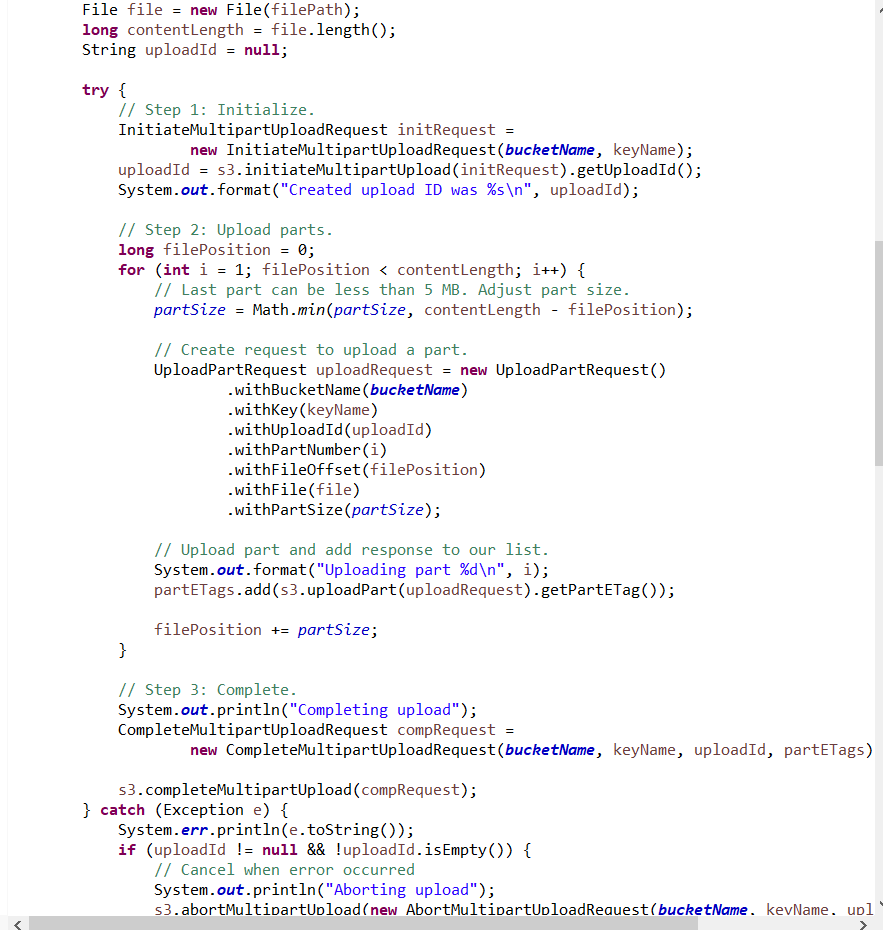 File file = new File(filePath);
long contentLength = file.length();
String uploadId = null;
try {
// Step 1: Initialize.
InitiateMultipartUploadRequest initRequest =
new InitiateMultipartUploadRequest(bucketName, keyName);
uploadId = s3.initiateMultipartUpload(initRequest).getUploadId();
System.out.format("Created upload ID was %s\n", uploadId);
// Step 2: Upload parts.
long filePosition = 0;
for (int i = 1; filePosition < contentLength; i++) {
// Last part can be less than 5 MB. Adjust part size.
partSize = Math.min(partSize, contentLength - filePosition);
// Create request to upload a part.
UploadPartRequest uploadRequest = new UploadPartRequest()
.withBucketName(bucketName)
.withKey(keyName)
.withUploadId(uploadId)
.withPartNumber(i)
.withFileOffset(filePosition)
.withFile(file)
.withPartSize(partSize);
// Upload part and add response to our list.
System.out.format("Uploading part %d\n", i);
partETags.add(s3.uploadPart(uploadRequest).getPartETag());
filePosition += partSize;
}
// Step 3: Complete.
System.out.println("Completing upload");
CompleteMultipartUploadRequest compRequest =
new CompleteMultipartUploadRequest(bucketName, keyName, uploadId, partETags)
s3.completeMultipartUpload(compRequest);
} catch (Exception e) {
System.err.println(e.toString());
if (uploadId != null && !uploadId.isEmpty()) {
// Cancel when error occurred
System.out.println("Aborting upload");
s3.abortMultipartUpload(new AbortMultipartUploadRequest(bucketName, keyName, upl